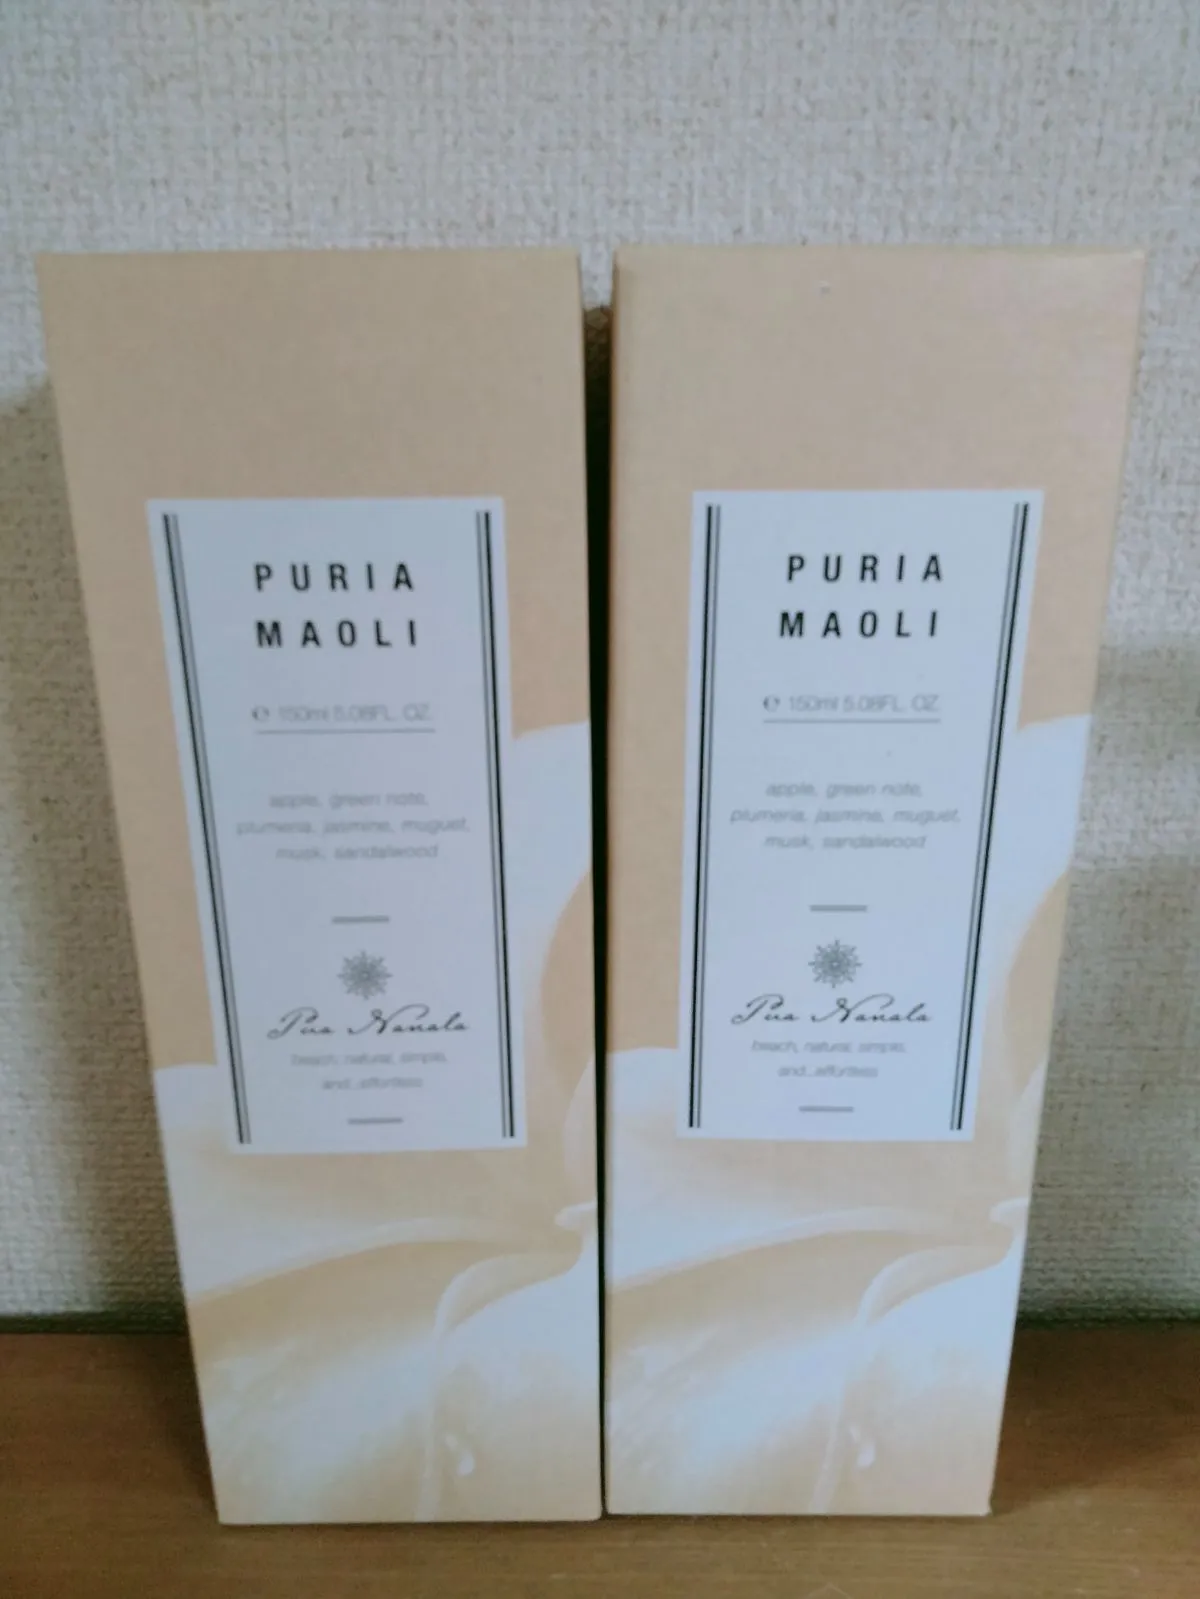 PURIA
MAOLI
℮ 150ml 5.08FL. OZ.
apple, green note,
plumeria, jasmine, muguet,
musk, sandalwood
Pua Nanala
beach, natural, simple,
and...effortless
PURIA
MAOLI
℮ 150ml 5.08FL. OZ.
apple, green note,
plumeria, jasmine, muguet,
musk, sandalwood
Pua Nanala
beach, natural, simple,
and...effortless